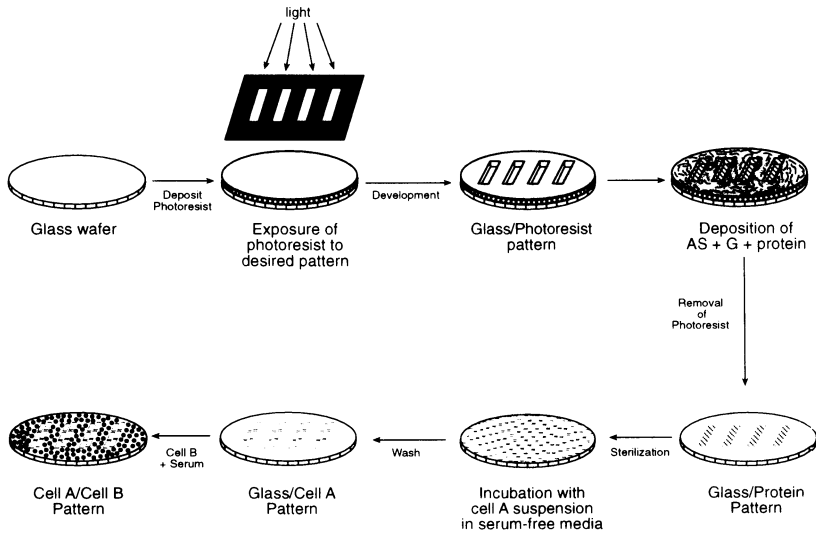 light
Glass wafer
Deposit
Photoresist
Exposure of
photoresist to
desired pattern
Development
Glass/Photoresist
pattern
Deposition of
AS + G + protein
Removal
of
Photoresist
Glass/Protein
Pattern
Sterilization
Incubation with
cell A suspension
in serum-free media
Wash
Glass/Cell A
Pattern
Cell B
+ Serum
Cell A/Cell B
Pattern